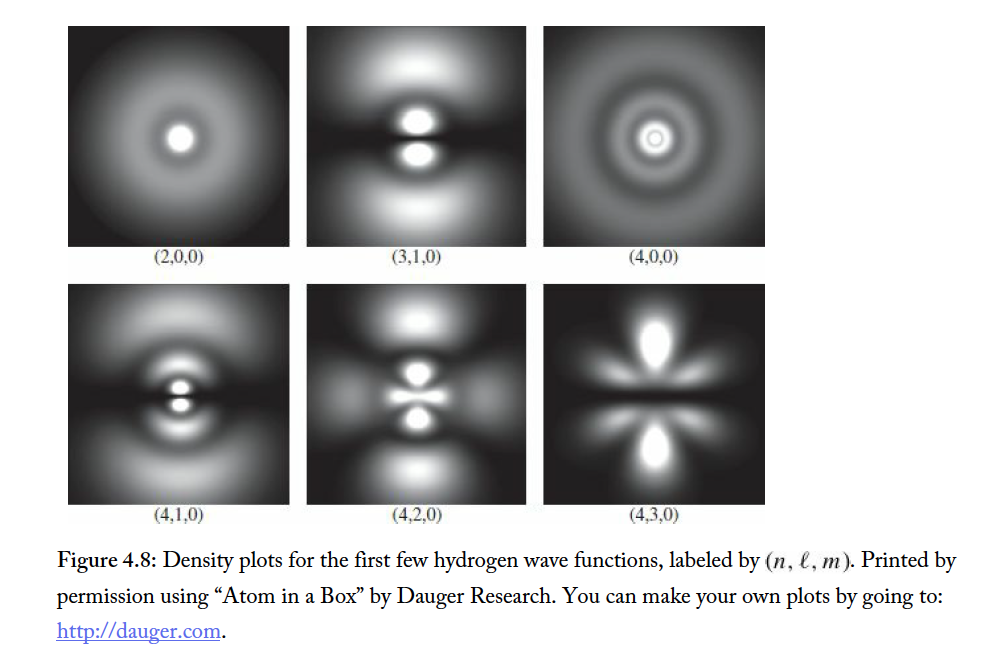 (2,0,0) (3,1,0) (4,0,0)
(4,1,0) (4,2,0) (4,3,0)
Figure 4.8: Density plots for the first few hydrogen wave functions, labeled by (n, ℓ, m). Printed by
permission using “Atom in a Box” by Dauger Research. You can make your own plots by going to:
http://dauger.com.